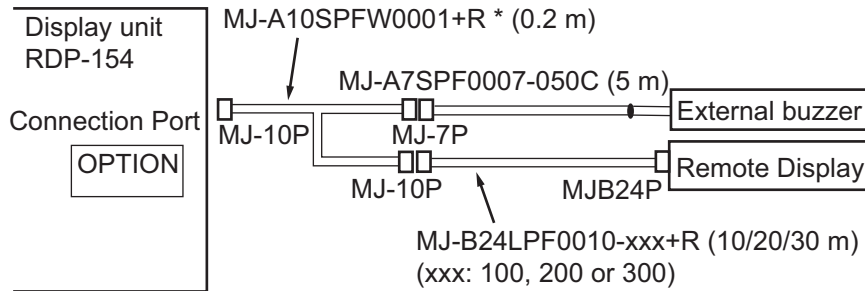 Display unit
RDP-154
MJ-A10SPFW0001+R * (0.2 m)
MJ-A7SPF0007-050C (5 m)
External buzzer
Connection Port
MJ-10P
MJ-7P
OPTION
Remote Display
MJ-10P
MJB24P
MJ-B24LPF0010-xxx+R (10/20/30 m)
(xxx: 100, 200 or 300)